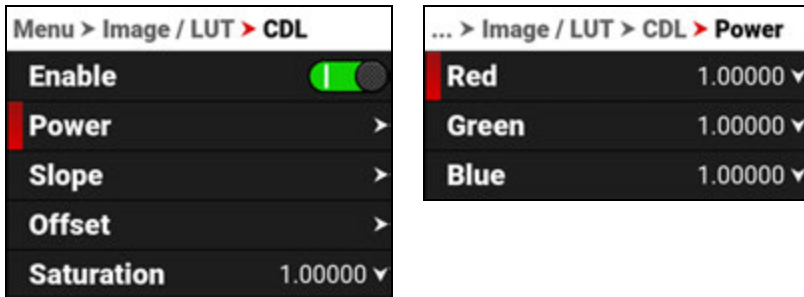 Menu > Image / LUT > CDL
Enable
Power >
Slope >
Offset >
Saturation 1.00000
... > Image / LUT > CDL > Power
Red 1.00000
Green 1.00000
Blue 1.00000